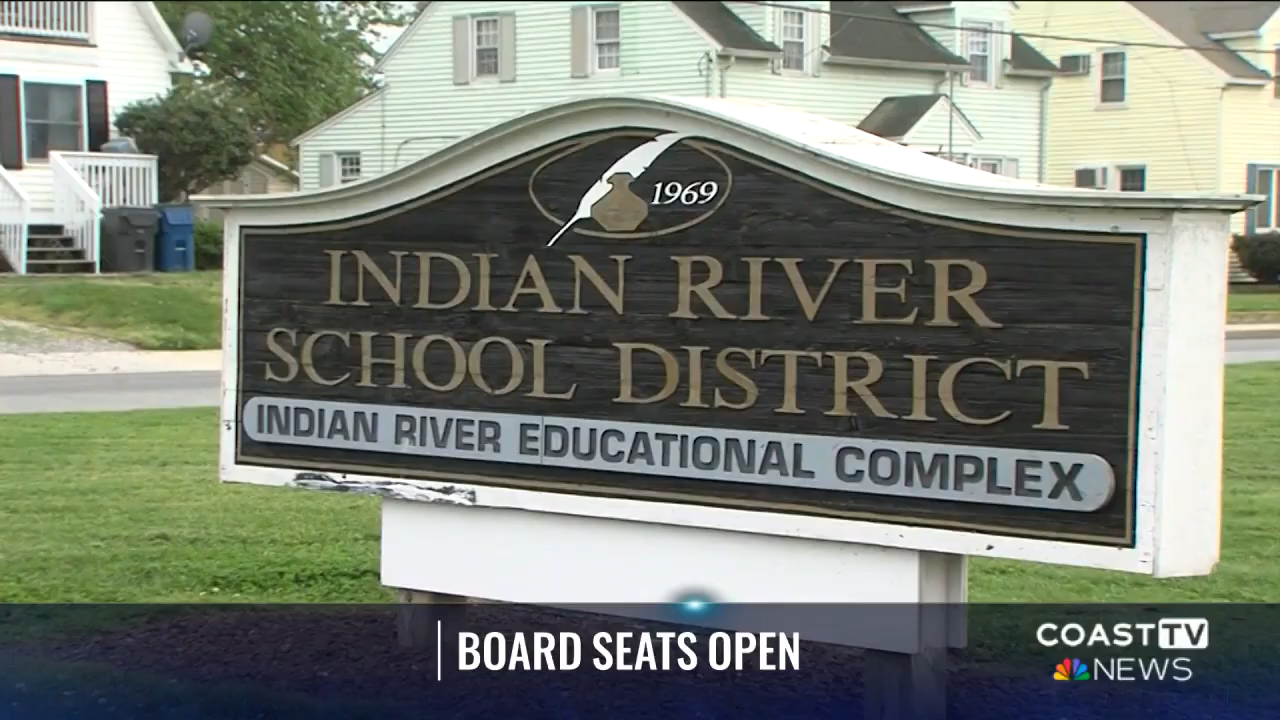 1969
INDIAN RIVER
SCHOOL DISTRICT
INDIAN RIVER EDUCATIONAL COMPLEX
BOARD SEATS OPEN
COAST TV
NEWS